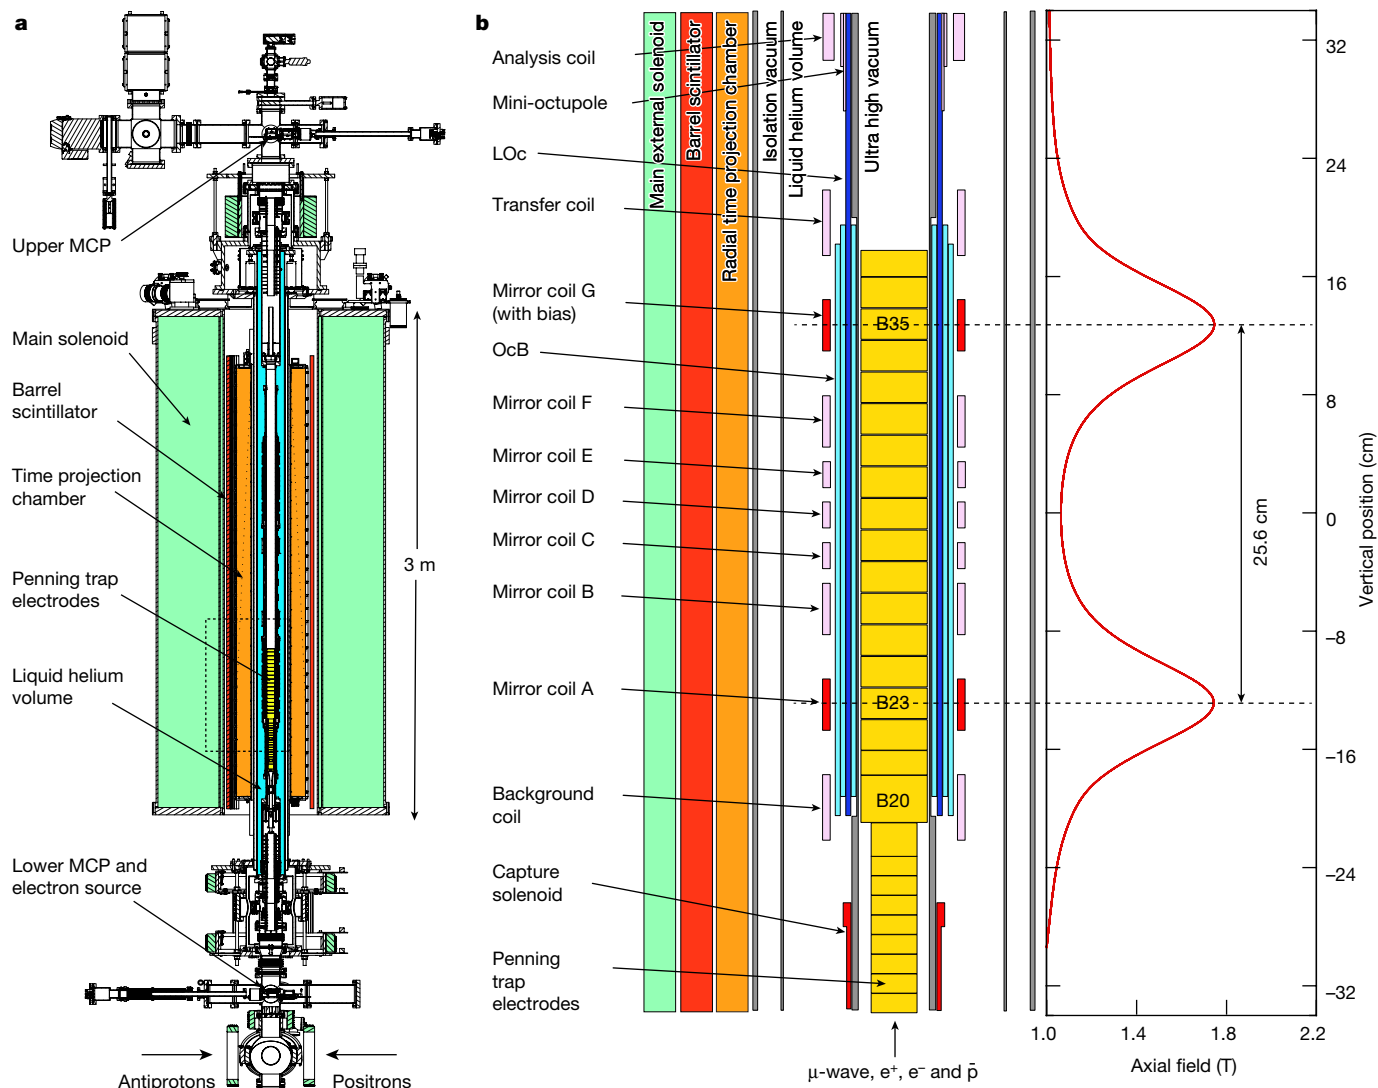 a
Upper MCP
Main solenoid
Barrel
scintillator
Time projection
chamber
Penning trap
electrodes
Liquid helium
volume
Lower MCP and
electron source
3 m
Antiprotons
Positrons
b
Analysis coil
Mini-octupole
LOc
Transfer coil
Mirror coil G
(with bias)
OcB
Mirror coil F
Mirror coil E
Mirror coil D
Mirror coil C
Mirror coil B
Mirror coil A
Background
coil
Capture
solenoid
Penning
trap
electrodes
Main external solenoid
Barrel scintillator
Radial time projection chamber
Isolation vacuum
Liquid helium volume
Ultra high vacuum
B35
B23
B20
μ-wave, e⁺, e⁻ and p̄
25.6 cm
32
24
16
8
0
−8
−16
−24
−32
Vertical position (cm)
1.0
1.4
1.8
2.2
Axial field (T)